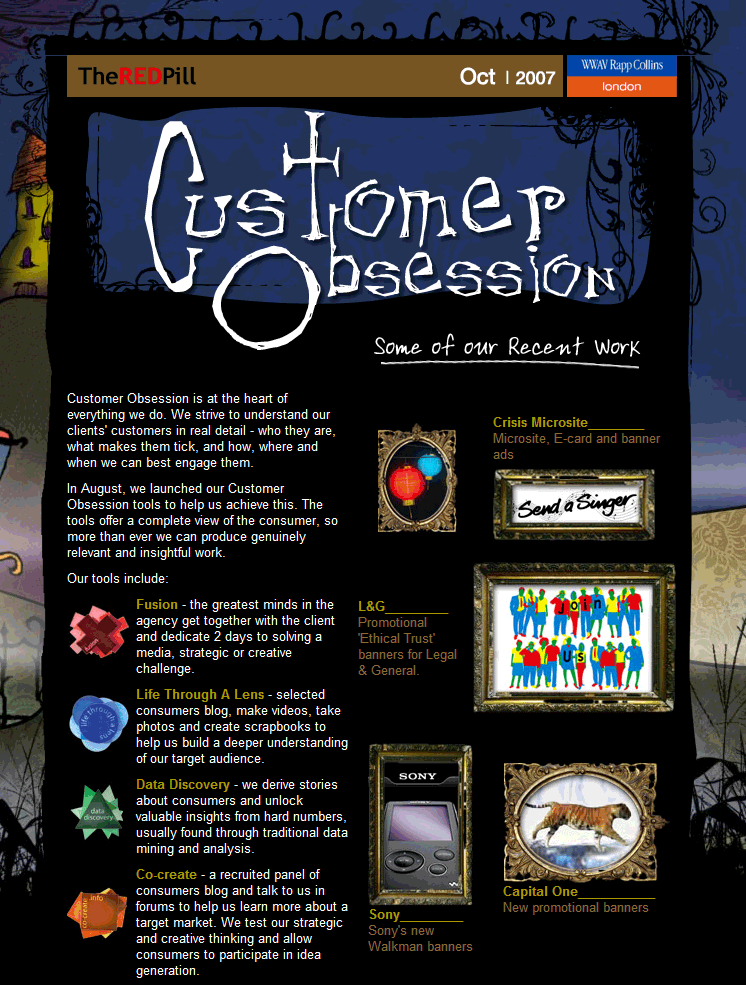 TheREDPill
Oct | 2007
WWAV Rapp Collins
london
Customer
Obsession
Some of our Recent Work
Customer Obsession is at the heart of
everything we do. We strive to understand our
clients' customers in real detail - who they are,
what makes them tick, and how, where and
when we can best engage them.
In August, we launched our Customer
Obsession tools to help us achieve this. The
tools offer a complete view of the consumer, so
more than ever we can produce genuinely
relevant and insightful work.
Our tools include:
Fusion - the greatest minds in the
agency get together with the client
and dedicate 2 days to solving a
media, strategic or creative
challenge.
life through a lens
Life Through A Lens - selected
consumers blog, make videos, take
photos and create scrapbooks to
help us build a deeper understanding
of our target audience.
data
discovery
Data Discovery - we derive stories
about consumers and unlock
valuable insights from hard numbers,
usually found through traditional data
mining and analysis.
info
co-create
Co-create - a recruited panel of
consumers blog and talk to us in
forums to help us learn more about a
target market. We test our strategic
and creative thinking and allow
consumers to participate in idea
generation.
Crisis Microsite________
Microsite, E-card and banner
ads
Send a Singer
L&G_________
Promotional
'Ethical Trust'
banners for Legal
& General.
Join
US
SONY
Sony_________
Sony's new
Walkman banners
Capital One___________
New promotional banners